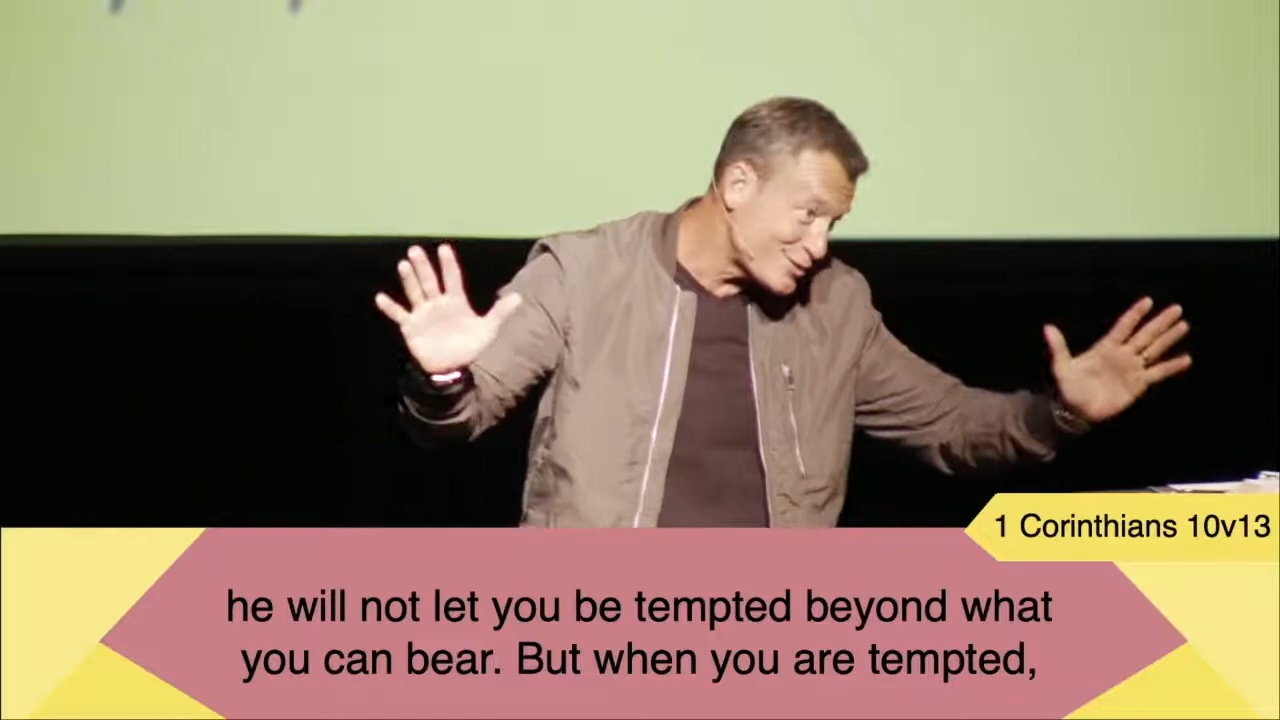 1 Corinthians 10v13
he will not let you be tempted beyond what
you can bear. But when you are tempted,